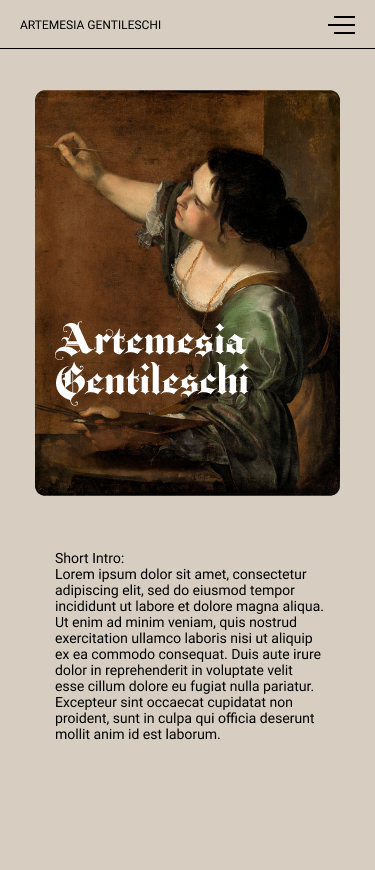 ARTEMESIA GENTILESCHI
Artemesia
Gentileschi
Short Intro:
Lorem ipsum dolor sit amet, consectetur
adipiscing elit, sed do eiusmod tempor
incididunt ut labore et dolore magna aliqua.
Ut enim ad minim veniam, quis nostrud
exercitation ullamco laboris nisi ut aliquip
ex ea commodo consequat. Duis aute irure
dolor in reprehenderit in voluptate velit
esse cillum dolore eu fugiat nulla pariatur.
Excepteur sint occaecat cupidatat non
proident, sunt in culpa qui officia deserunt
mollit anim id est laborum.